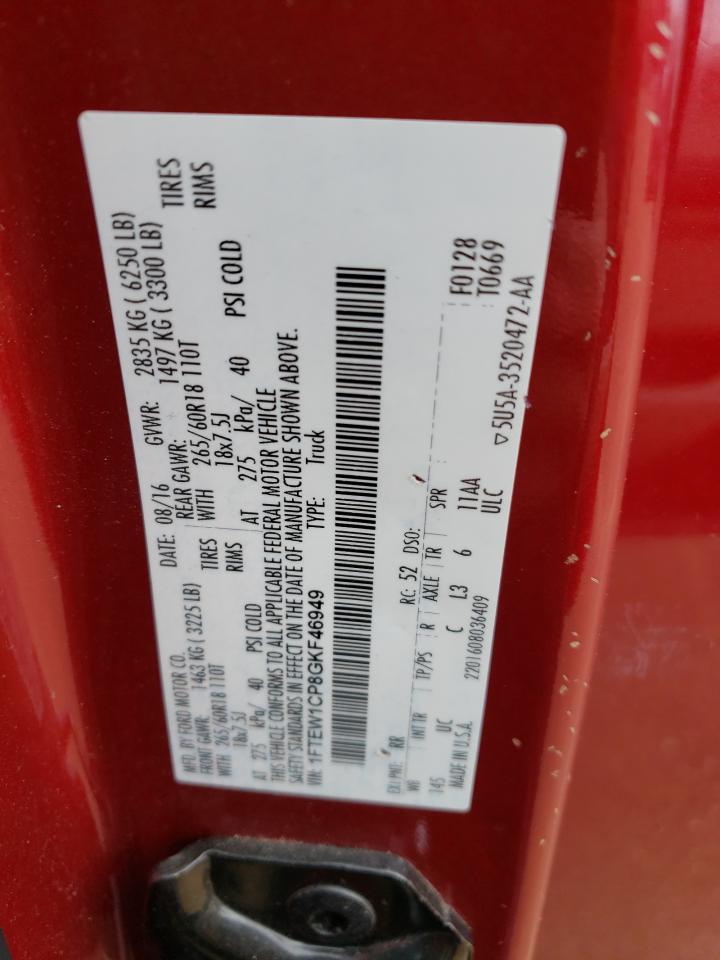 MFD. BY FORD MOTOR CO. DATE: 08/16 GVWR: 2835 KG ( 6250 LB)
FRONT GAWR: 1463 KG ( 3225 LB) REAR GAWR: 1497 KG ( 3300 LB)
WITH 265/60R18 110T TIRES WITH 265/60R18 110T TIRES
18x7.5J RIMS 18x7.5J RIMS
AT 275 kPa/ 40 PSI COLD AT 275 kPa/ 40 PSI COLD
THIS VEHICLE CONFORMS TO ALL APPLICABLE FEDERAL MOTOR VEHICLE
SAFETY STANDARDS IN EFFECT ON THE DATE OF MANUFACTURE SHOWN ABOVE.
VIN: 1FTEW1CP8GKF46949 TYPE: Truck
EXT PNT: RR RC: 52 DSO:
WB INT TR TP/PS R AXLE TR SPR F0128
145 UC C L3 6 11AA T0669
MADE IN U.S.A. ULC
2201608036409 ▽5U5A-3520472-AA